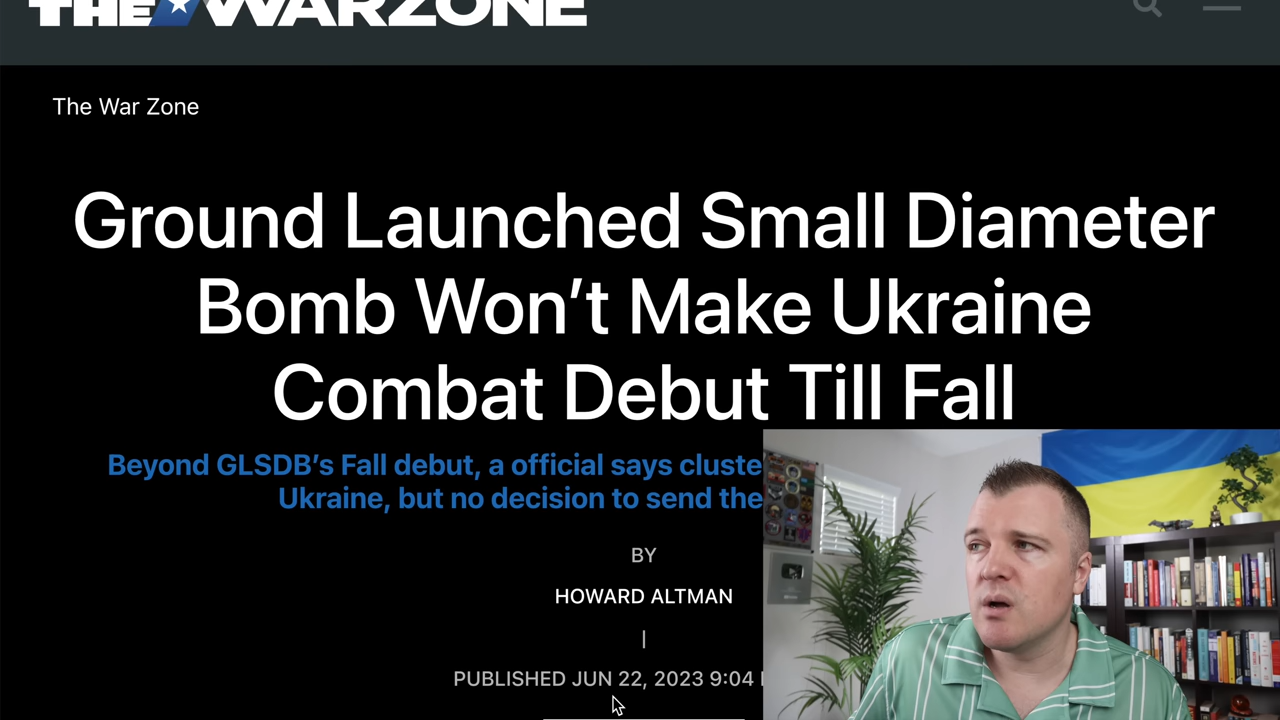 THE WARZONE
The War Zone
Ground Launched Small Diameter
Bomb Won’t Make Ukraine
Combat Debut Till Fall
Beyond GLSDB’s Fall debut, a official says
Ukraine, but no decision to send
BY
HOWARD ALTMAN
|
PUBLISHED JUN 22, 2023 9:04